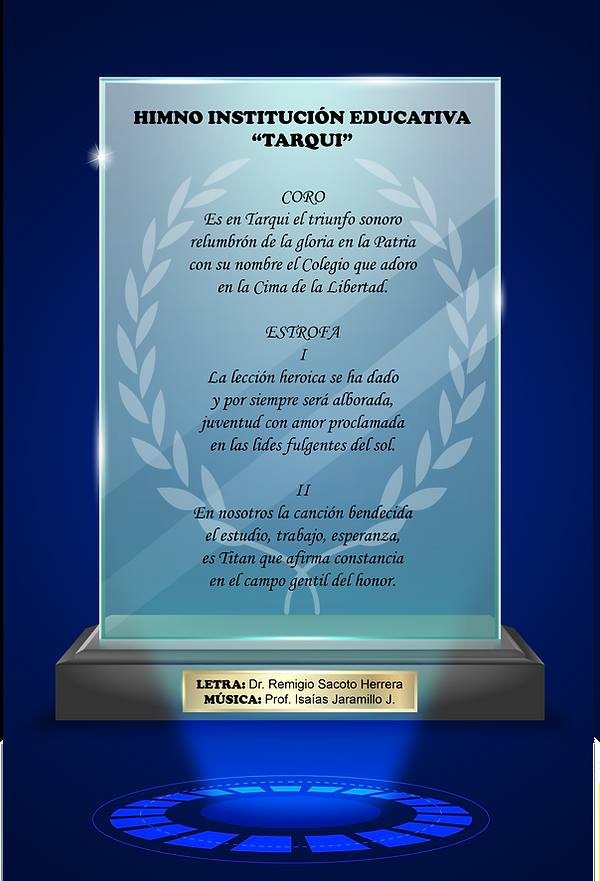 HIMNO INSTITUCIÓN EDUCATIVA
“TARQUI”
CORO
Es en Tarqui el triunfo sonoro
relumbrón de la gloria en la Patria
con su nombre el Colegio que adoro
en la Cima de la Libertad.
ESTROFA
I
La lección heroica se ha dado
y por siempre será alborada,
juventud con amor proclamada
en las lides fulgentes del sol.
II
En nosotros la canción bendecida
el estudio, trabajo, esperanza,
es Titan que afirma constancia
en el campo gentil del honor.
LETRA: Dr. Remigio Sacoto Herrera
MÚSICA: Prof. Isaías Jaramillo J.